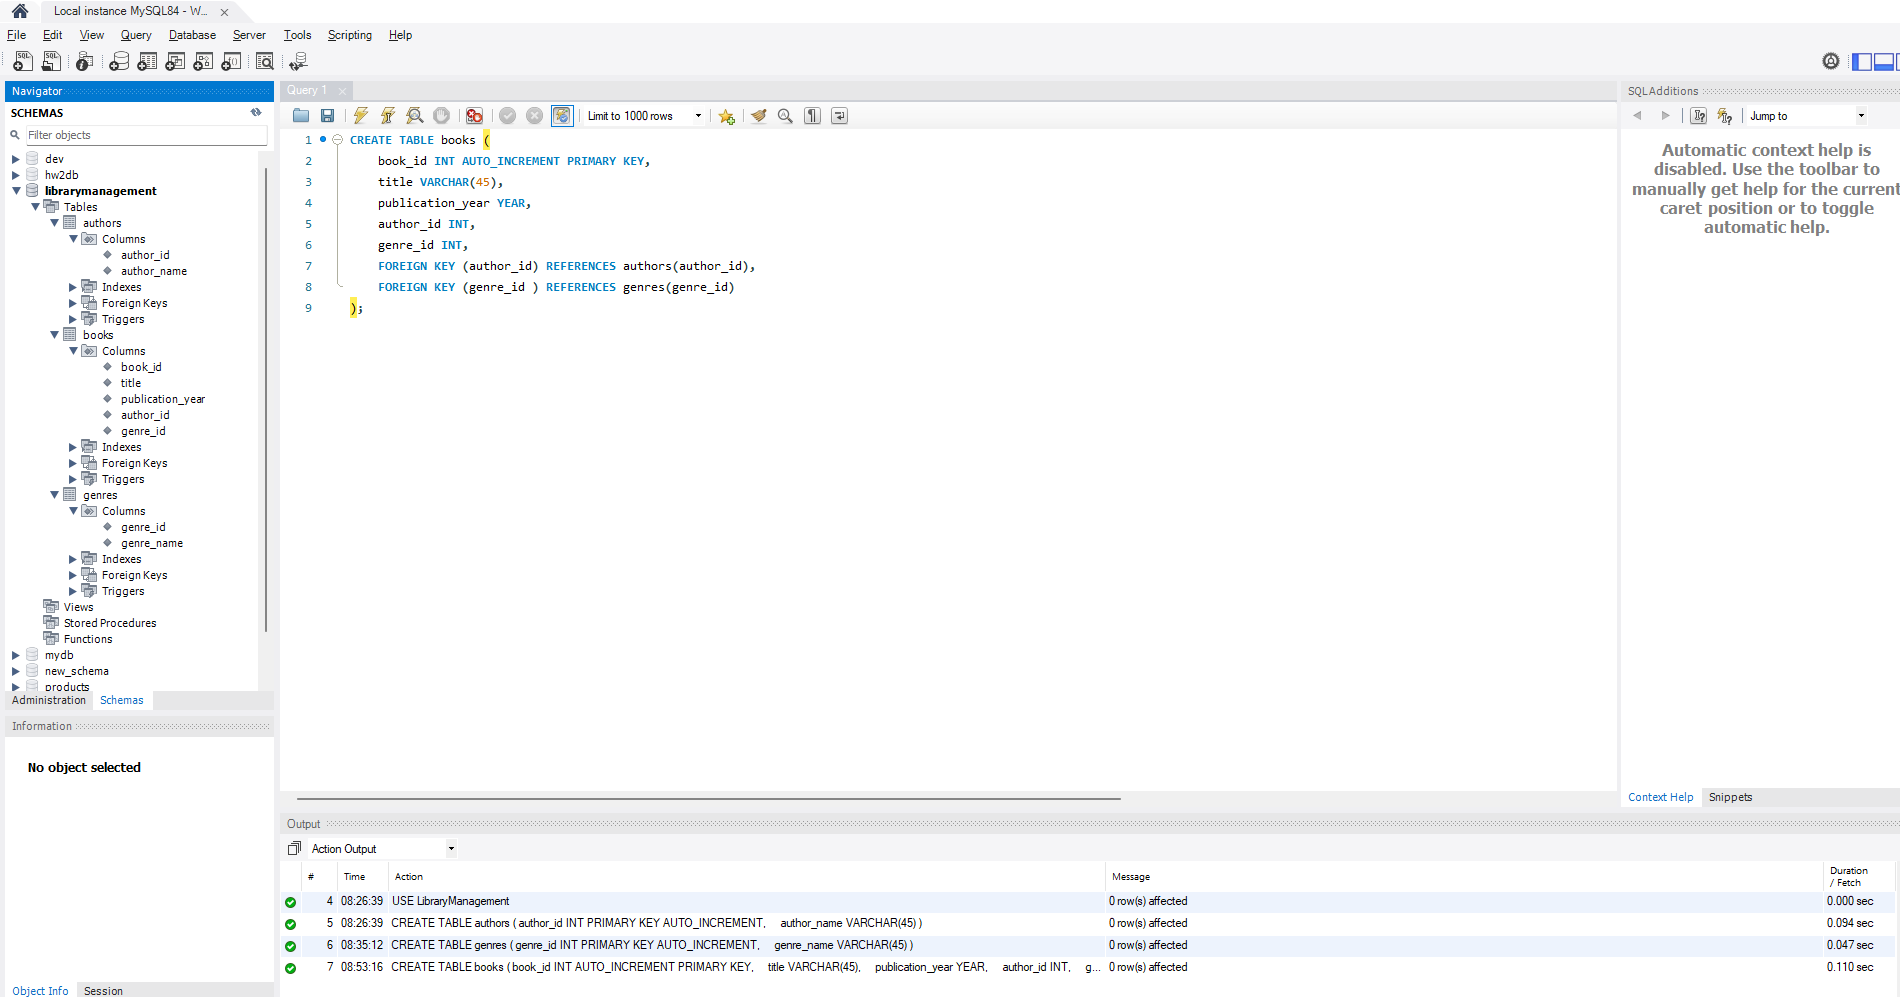 Local instance MySQL84 - W...
File Edit View Query Database Server Tools Scripting Help
Navigator
SCHEMAS
Filter objects
dev
hw2db
librarymanagement
Tables
authors
Columns
author_id
author_name
Indexes
Foreign Keys
Triggers
books
Columns
book_id
title
publication_year
author_id
genre_id
Indexes
Foreign Keys
Triggers
genres
Columns
genre_id
genre_name
Indexes
Foreign Keys
Triggers
Views
Stored Procedures
Functions
mydb
new_schema
products
Administration Schemas
Information
No object selected
Object Info Session
Query 1
Limit to 1000 rows
1 CREATE TABLE books (
2 book_id INT AUTO_INCREMENT PRIMARY KEY,
3 title VARCHAR(45),
4 publication_year YEAR,
5 author_id INT,
6 genre_id INT,
7 FOREIGN KEY (author_id) REFERENCES authors(author_id),
8 FOREIGN KEY (genre_id ) REFERENCES genres(genre_id)
9 );
SQLAdditions
Jump to
Automatic context help is
disabled. Use the toolbar to
manually get help for the current
caret position or to toggle
automatic help.
Context Help Snippets
Output
Action Output
# Time Action Message Duration / Fetch
4 08:26:39 USE LibraryManagement 0 row(s) affected 0.000 sec
5 08:26:39 CREATE TABLE authors ( author_id INT PRIMARY KEY AUTO_INCREMENT, author_name VARCHAR(45) ) 0 row(s) affected 0.094 sec
6 08:35:12 CREATE TABLE genres ( genre_id INT PRIMARY KEY AUTO_INCREMENT, genre_name VARCHAR(45) ) 0 row(s) affected 0.047 sec
7 08:53:16 CREATE TABLE books ( book_id INT AUTO_INCREMENT PRIMARY KEY, title VARCHAR(45), publication_year YEAR, author_id INT, g... 0 row(s) affected 0.110 sec